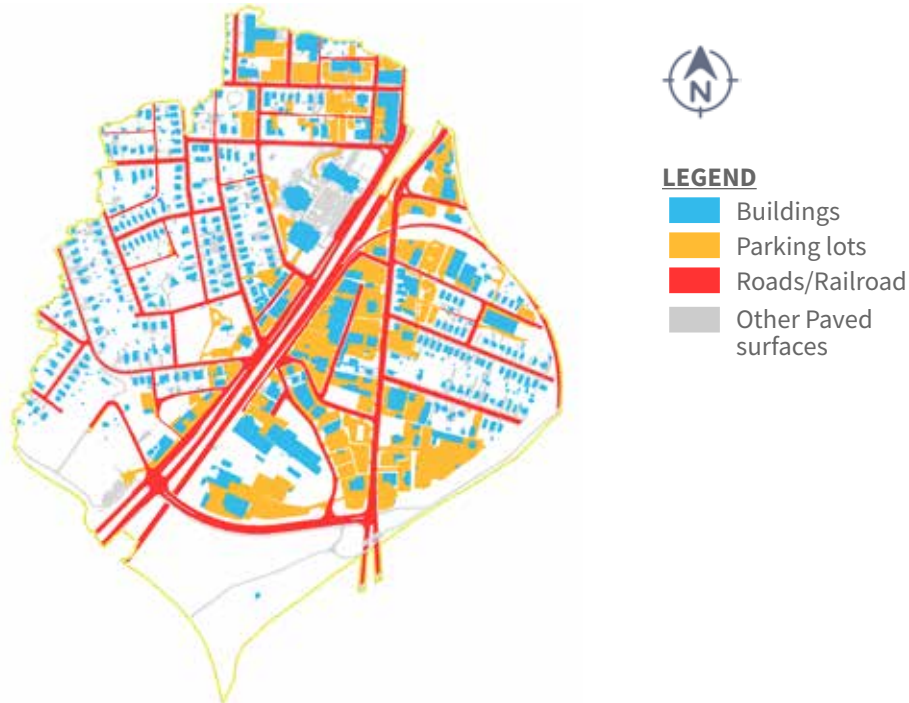 N
LEGEND
Buildings
Parking lots
Roads/Railroad
Other Paved
surfaces